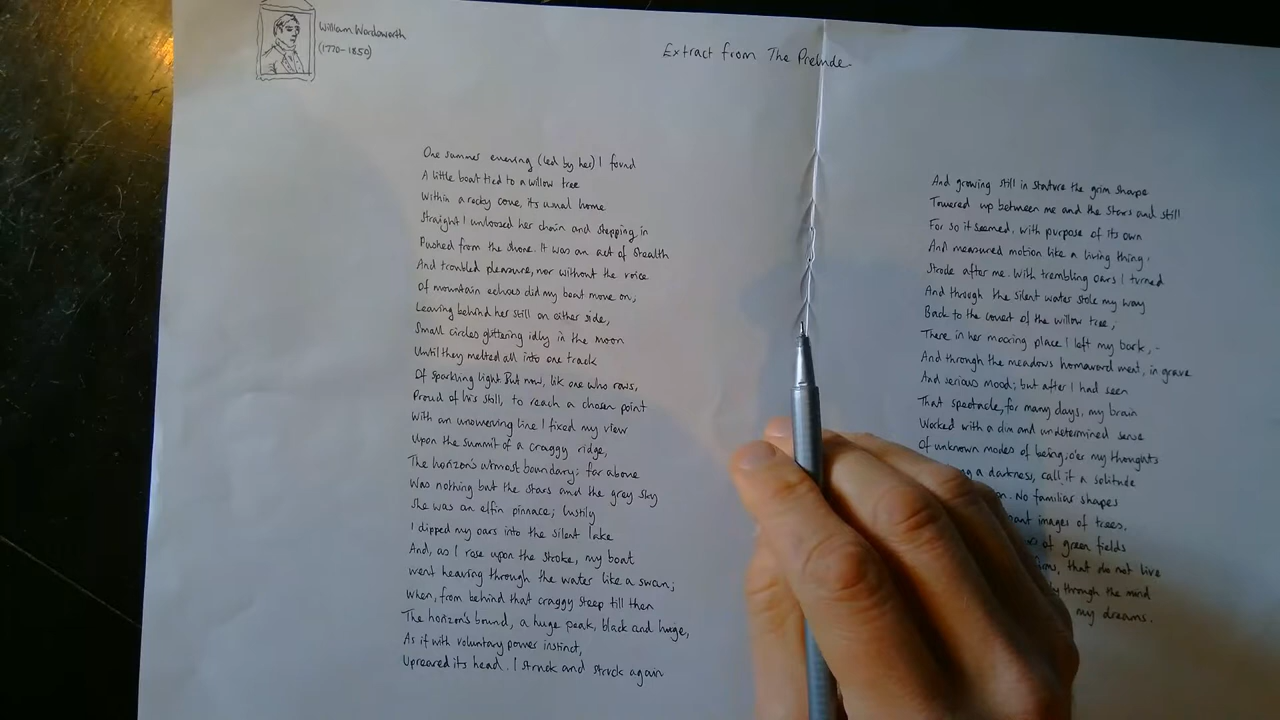 William Wordsworth
(1770-1850)
Extract from The Prelude.
One summer evening (led by her) I found
A little boat tied to a willow tree
Within a rocky cove, its usual home
Straight I unloosed her chain and stepping in
Pushed from the shore. It was an act of stealth
And troubled pleasure, nor without the voice
Of mountain echoes did my boat move on;
Leaving behind her still on either side,
Small circles glittering idly in the moon
Until they melted all into one track
Of sparkling light. But now, lik one who rows,
Proud of his skill, to reach a chosen point
With an unswerving line I fixed my view
Upon the summit of a craggy ridge,
The horizon's utmost boundary; far above
Was nothing but the stars and the grey sky
She was an elfin pinnace; lustily
I dipped my oars into the silent lake
And, as I rose upon the stroke, my boat
went heaving through the water like a swan;
When, from behind that craggy steep till then
The horizon's bound, a huge peak, black and huge,
As if with voluntary power instinct,
Upreared its head. I struck and struck again
And growing still in stature the grim shape
Towered up between me and the stars and still
For so it seemed, with purpose of its own
And measured motion like a living thing,
Strode after me. With trembling oars I turned
And through the silent water stole my way
Back to the covert of the willow tree;
There in her mooring place I left my bark, -
And through the meadows homeward went, in grave
And serious mood; but after I had seen
That spectacle, for many days, my brain
Worked with a dim and undetermined sense
Of unknown modes of being; o'er my thoughts
a darkness, call it a solitude
No familiar shapes
images of trees,
of green fields
that do not live
through the mind
my dreams.